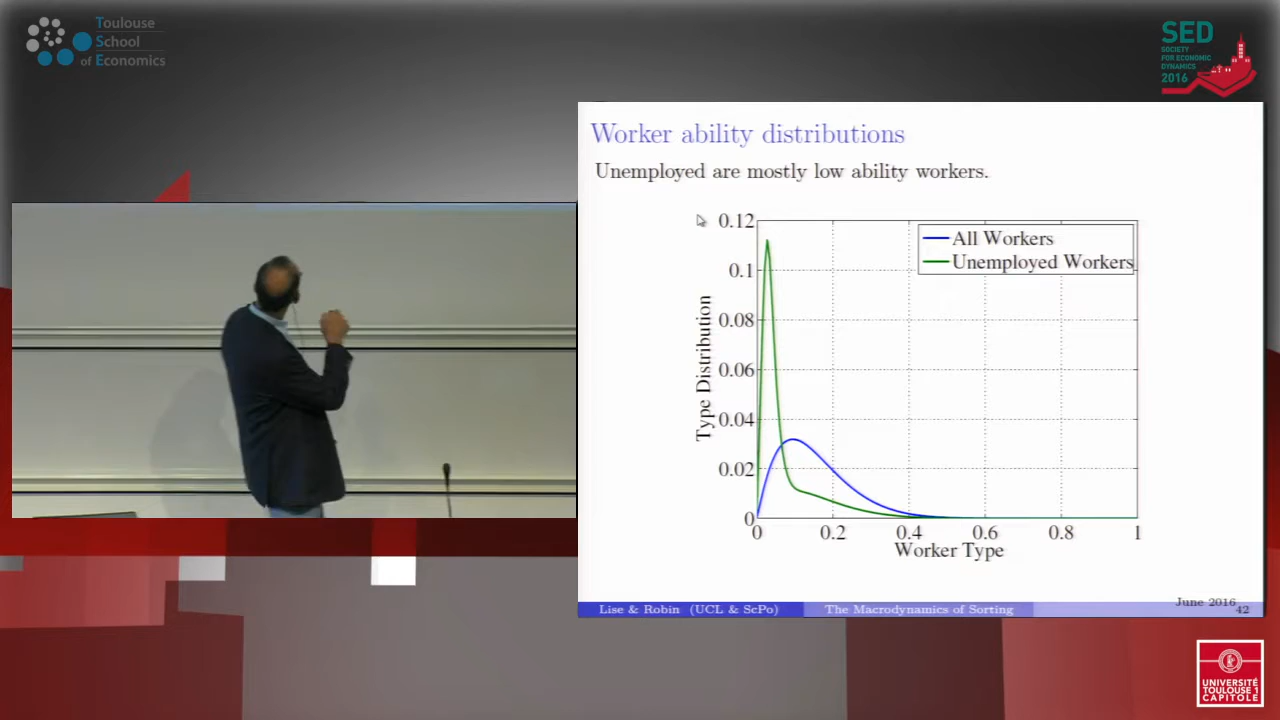 Toulouse
School
of Economics
SED
SOCIETY
FOR ECONOMIC
DYNAMICS
2016
Worker ability distributions
Unemployed are mostly low ability workers.
0.12
0.1
0.08
0.06
0.04
0.02
0
Type Distribution
All Workers
Unemployed Workers
0 0.2 0.4 0.6 0.8 1
Worker Type
Lise & Robin (UCL & ScPo) The Macrodynamics of Sorting June 2016 42
UNIVERSITÉ
TOULOUSE 1
CAPITOLE